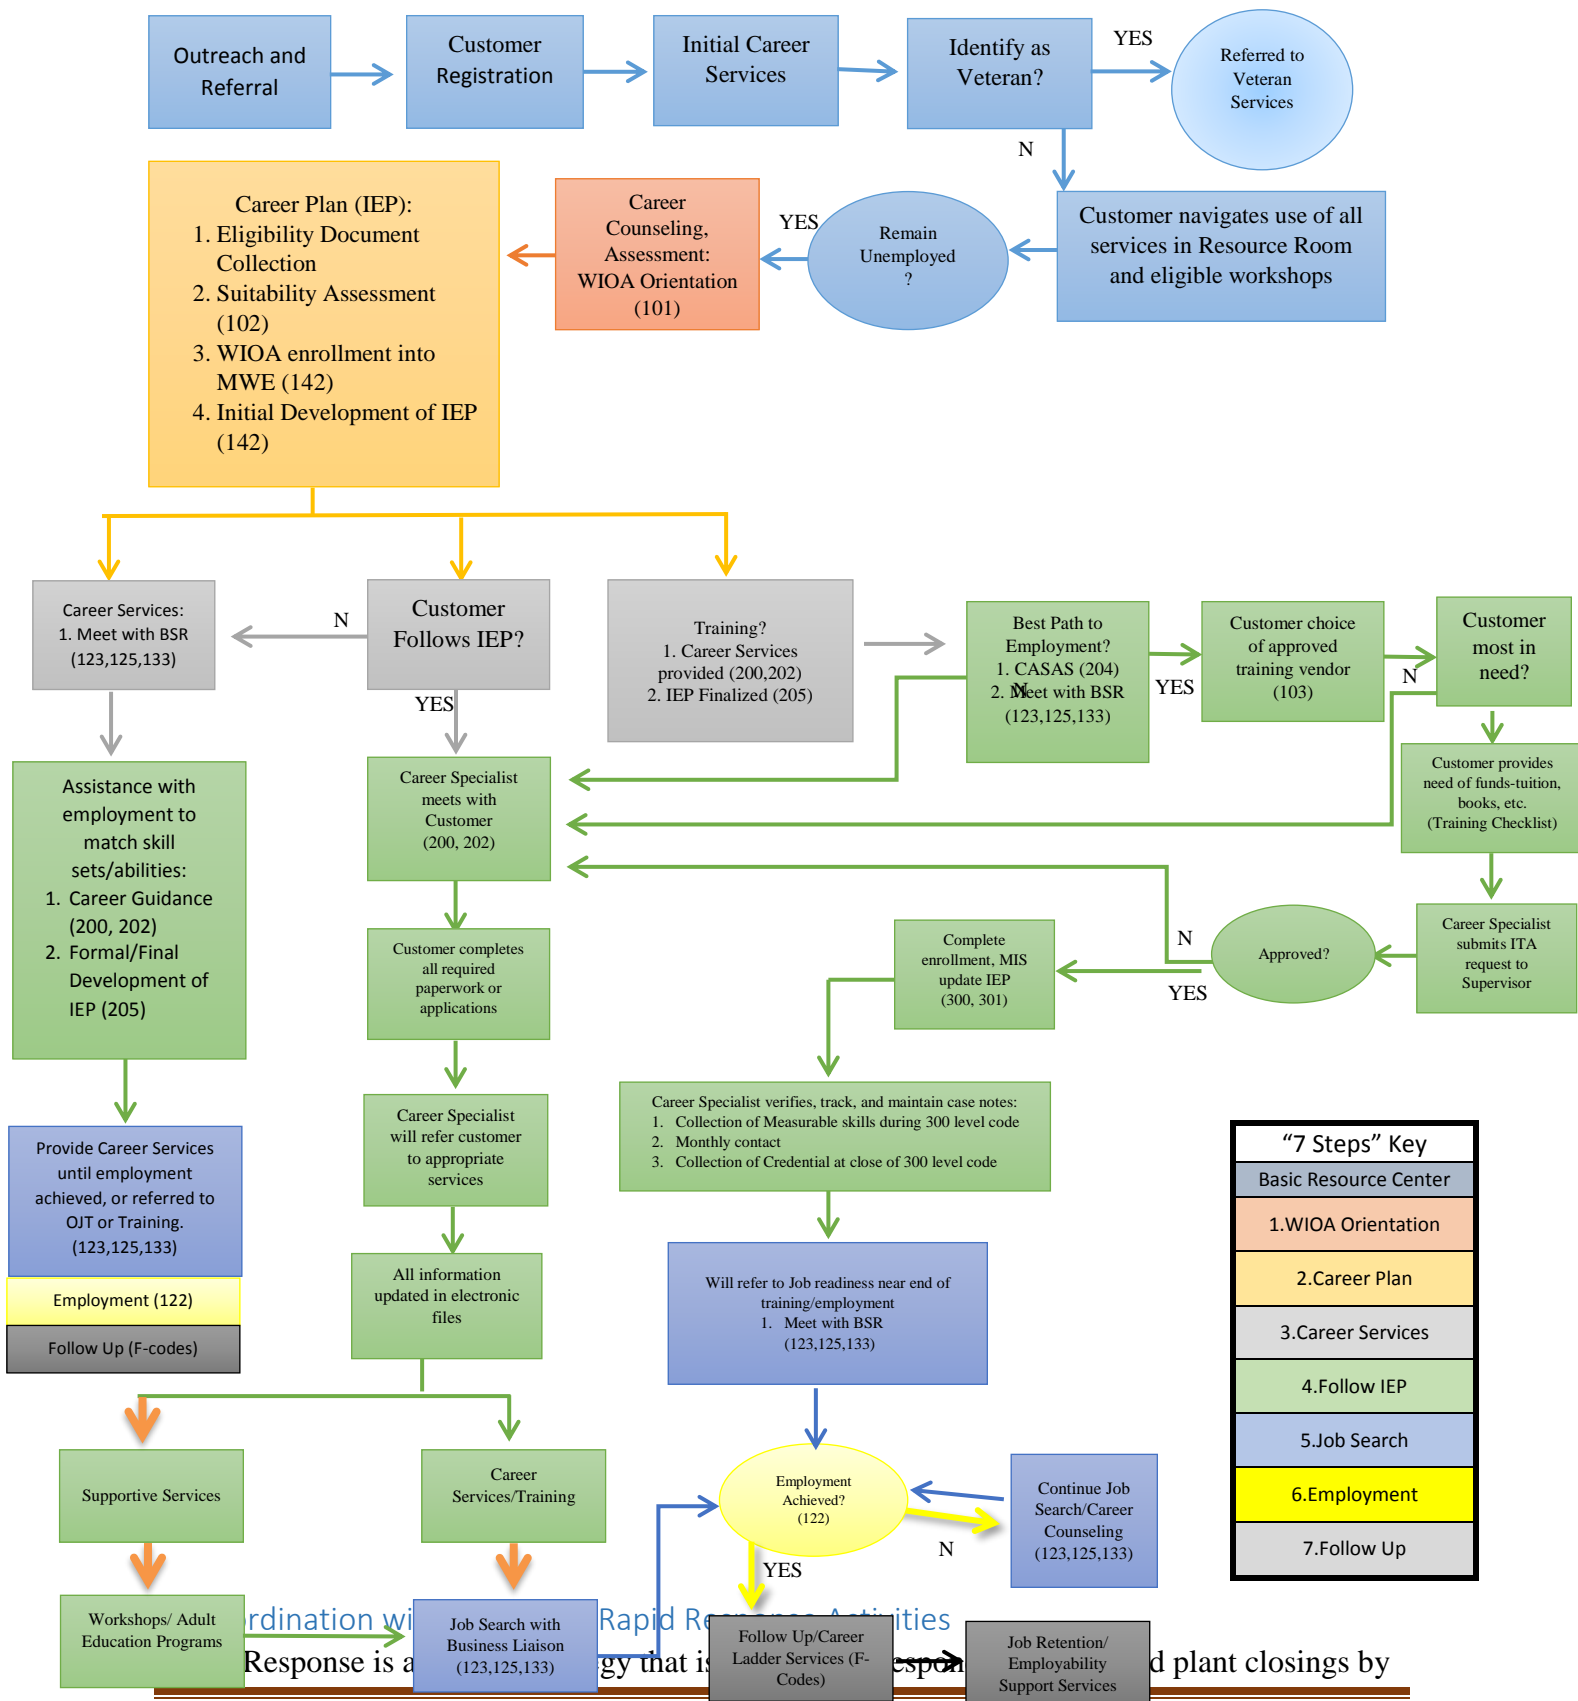 Outreach and
Referral
Customer
Registration
Initial Career
Services
Identify as
Veteran?
YES
Referred to
Veteran
Services
N
Customer navigates use of all
services in Resource Room
and eligible workshops
Remain
Unemployed
?
YES
Career
Counseling,
Assessment:
WIOA Orientation
(101)
Career Plan (IEP):
1. Eligibility Document
Collection
2. Suitability Assessment
(102)
3. WIOA enrollment into
MWE (142)
4. Initial Development of IEP
(142)
Career Services:
1. Meet with BSR
(123,125,133)
N
Customer
Follows IEP?
YES
Training?
1. Career Services
provided (200,202)
2. IEP Finalized (205)
Best Path to
Employment?
1. CASAS (204)
2. Meet with BSR
(123,125,133)
N
YES
Customer choice
of approved
training vendor
(103)
Customer
most in
need?
N
Customer provides
need of funds-tuition,
books, etc.
(Training Checklist)
Career Specialist
submits ITA
request to
Supervisor
Approved?
N
YES
Complete
enrollment, MIS
update IEP
(300, 301)
Assistance with
employment to
match skill
sets/abilities:
1. Career Guidance
(200, 202)
2. Formal/Final
Development of
IEP (205)
Career Specialist
meets with
Customer
(200, 202)
Customer completes
all required
paperwork or
applications
Career Specialist
will refer customer
to appropriate
services
All information
updated in electronic
files
Career Specialist verifies, track, and maintain case notes:
1. Collection of Measurable skills during 300 level code
2. Monthly contact
3. Collection of Credential at close of 300 level code
Will refer to Job readiness near end of
training/employment
1. Meet with BSR
(123,125,133)
Provide Career Services
until employment
achieved, or referred to
OJT or Training.
(123,125,133)
Employment (122)
Follow Up (F-codes)
"7 Steps" Key
Basic Resource Center
1.WIOA Orientation
2.Career Plan
3.Career Services
4.Follow IEP
5.Job Search
6.Employment
7.Follow Up
Supportive Services
Career
Services/Training
Employment
Achieved?
(122)
Continue Job
Search/Career
Counseling
(123,125,133)
N
YES
Workshops/ Adult
Education Programs
Job Search with
Business Liaison
(123,125,133)
Follow Up/Career
Ladder Services (F-
Codes)
Job Retention/
Employability
Support Services
Rapid Activities
Response is that is plant closings by